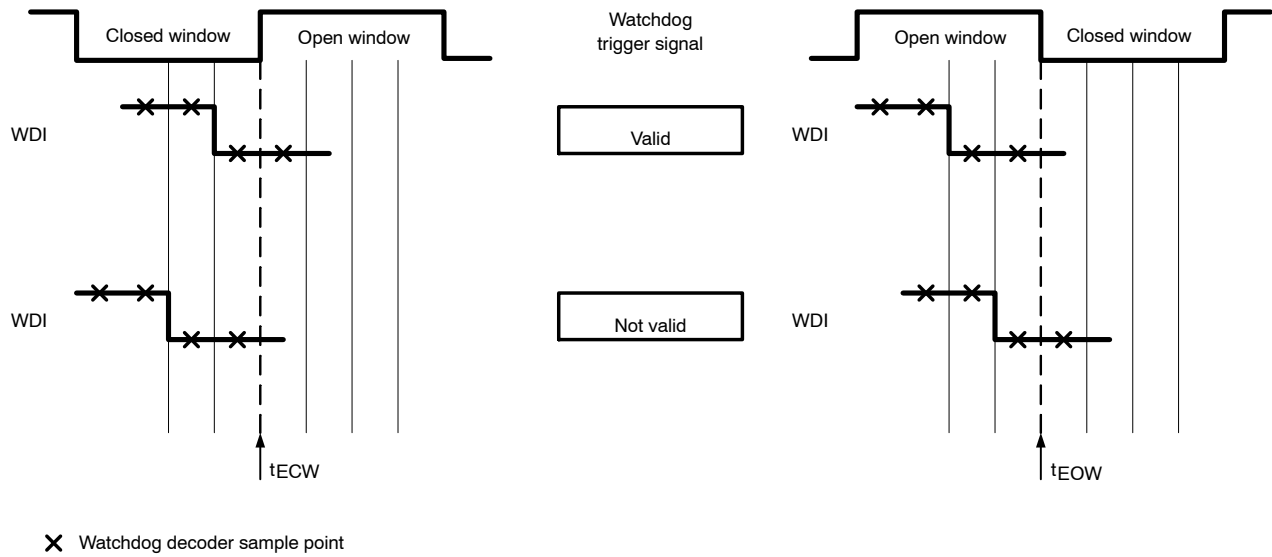 Closed window
Open window
Watchdog
trigger signal
Open window
Closed window
WDI
Valid
WDI
WDI
Not valid
WDI
tECW
tEOW
Watchdog decoder sample point